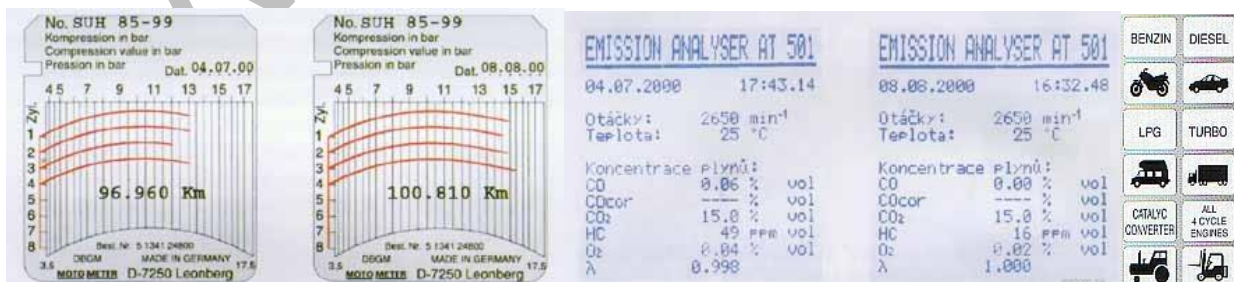 No. SUH 85-99
Kompression in bar
Compression value in bar
Pression in bar
Dat. 04.07.00
4 5 7 9 11 13 15 17
Zyl.
1
2
3
4
5
6
7
8
96.960 Km
Best. Nr. 5 1341 24800
DBGM MADE IN GERMANY
3.5 17.5
MOTO METER D-7250 Leonberg
No. SUH 85-99
Kompression in bar
Compression value in bar
Pression in bar
Dat. 08.08.00
4 5 7 9 11 13 15 17
Zyl.
1
2
3
4
5
6
7
8
100.810 Km
Best. Nr. 5 1341 24800
DBGM MADE IN GERMANY
3.5 17.5
MOTO METER D-7250 Leonberg
EMISSION ANALYSER AT 501
04.07.2000 17:43.14
Otáčky: 2650 min-1
Teplota: 25 °C
Koncentrace plynů:
CO 0.06 % vol
COcor ---- % vol
CO2 15.0 % vol
HC 49 ppm vol
O2 0.04 % vol
λ 0.998
EMISSION ANALYSER AT 501
08.08.2000 16:32.48
Otáčky: 2650 min-1
Teplota: 25 °C
Koncentrace plynů:
CO 0.00 % vol
COcor ---- % vol
CO2 15.0 % vol
HC 16 ppm vol
O2 0.02 % vol
λ 1.000
BENZIN
DIESEL
LPG
TURBO
CATALYC
CONVERTER
ALL
4 CYCLE
ENGINES